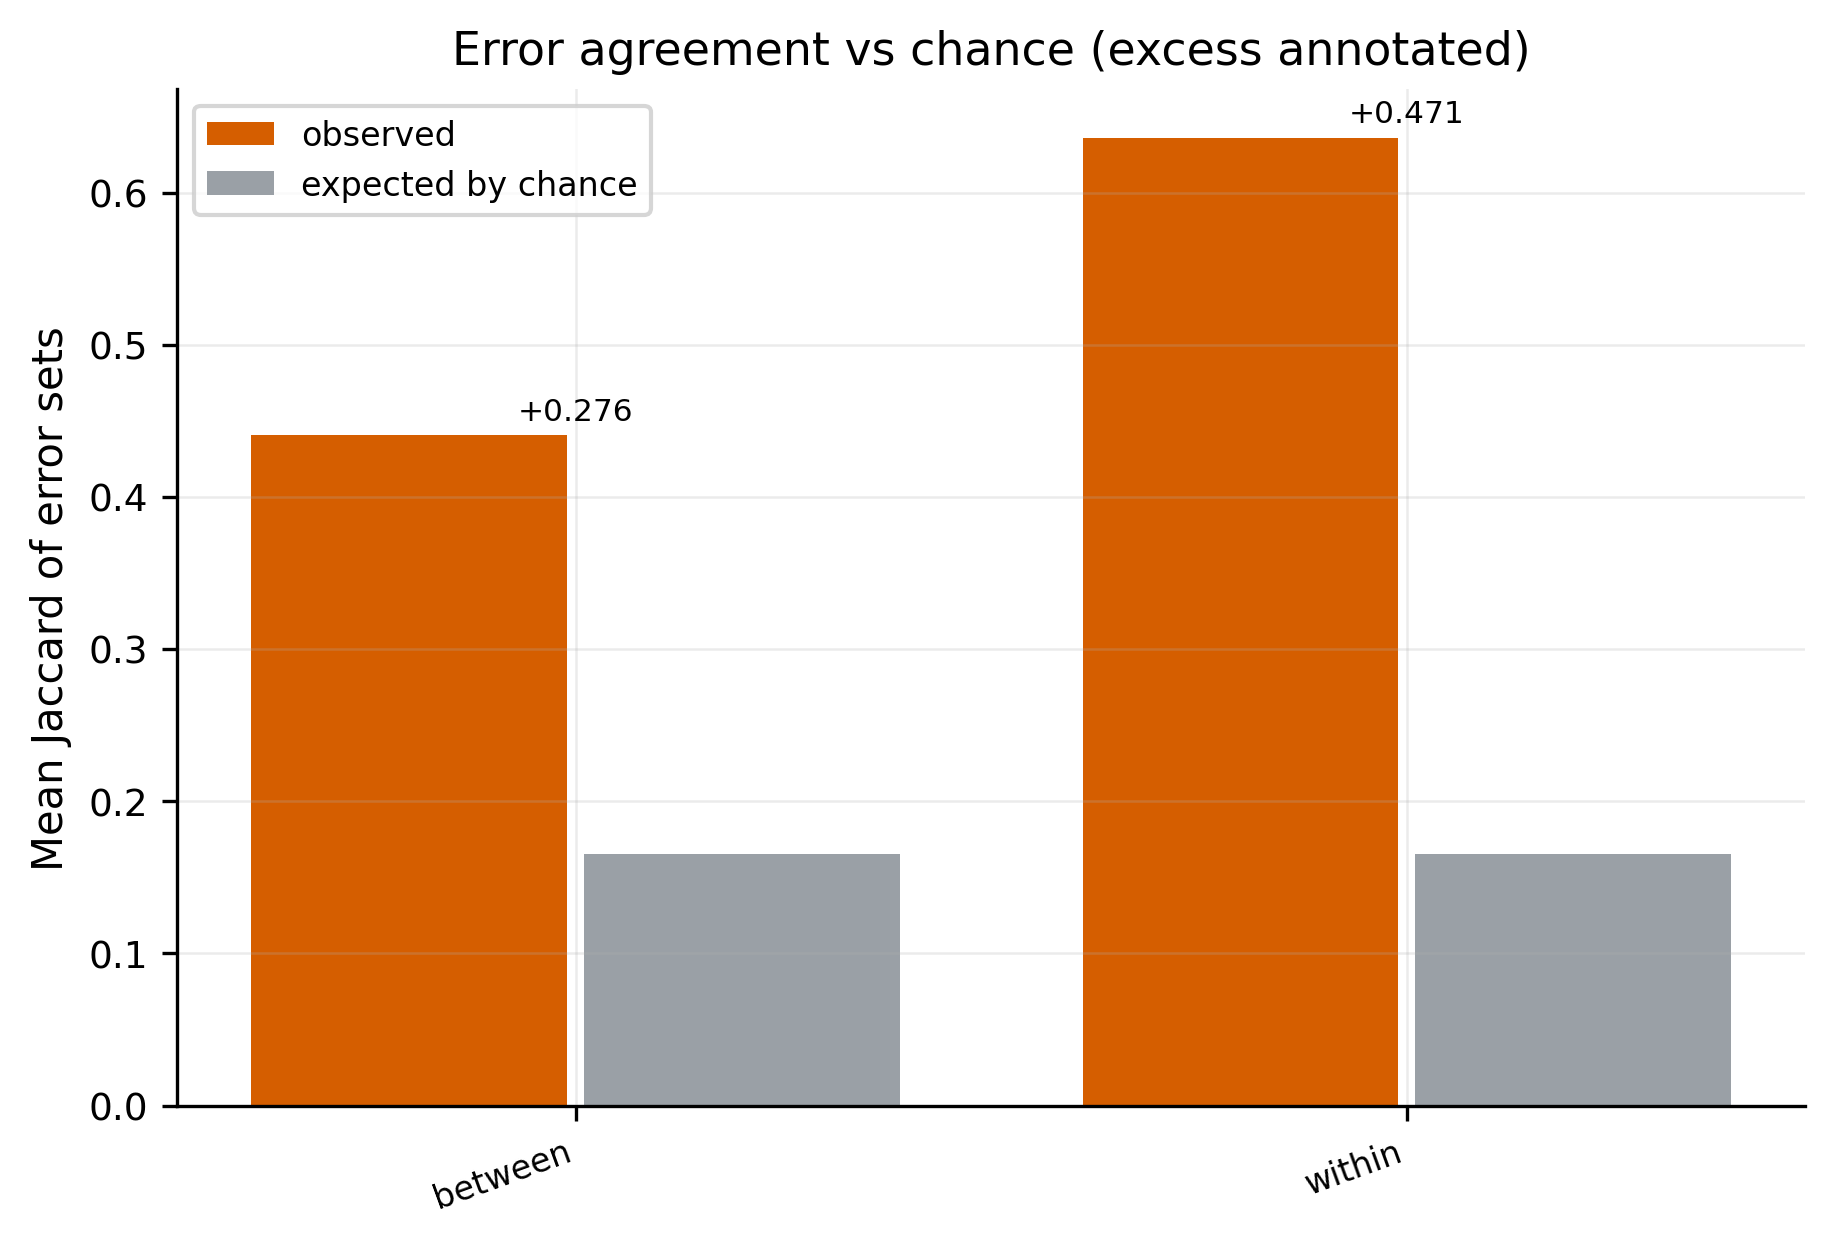 Error agreement vs chance (excess annotated)
observed
expected by chance
+0.471
+0.276
Mean Jaccard of error sets
0.6
0.5
0.4
0.3
0.2
0.1
0.0
between
within